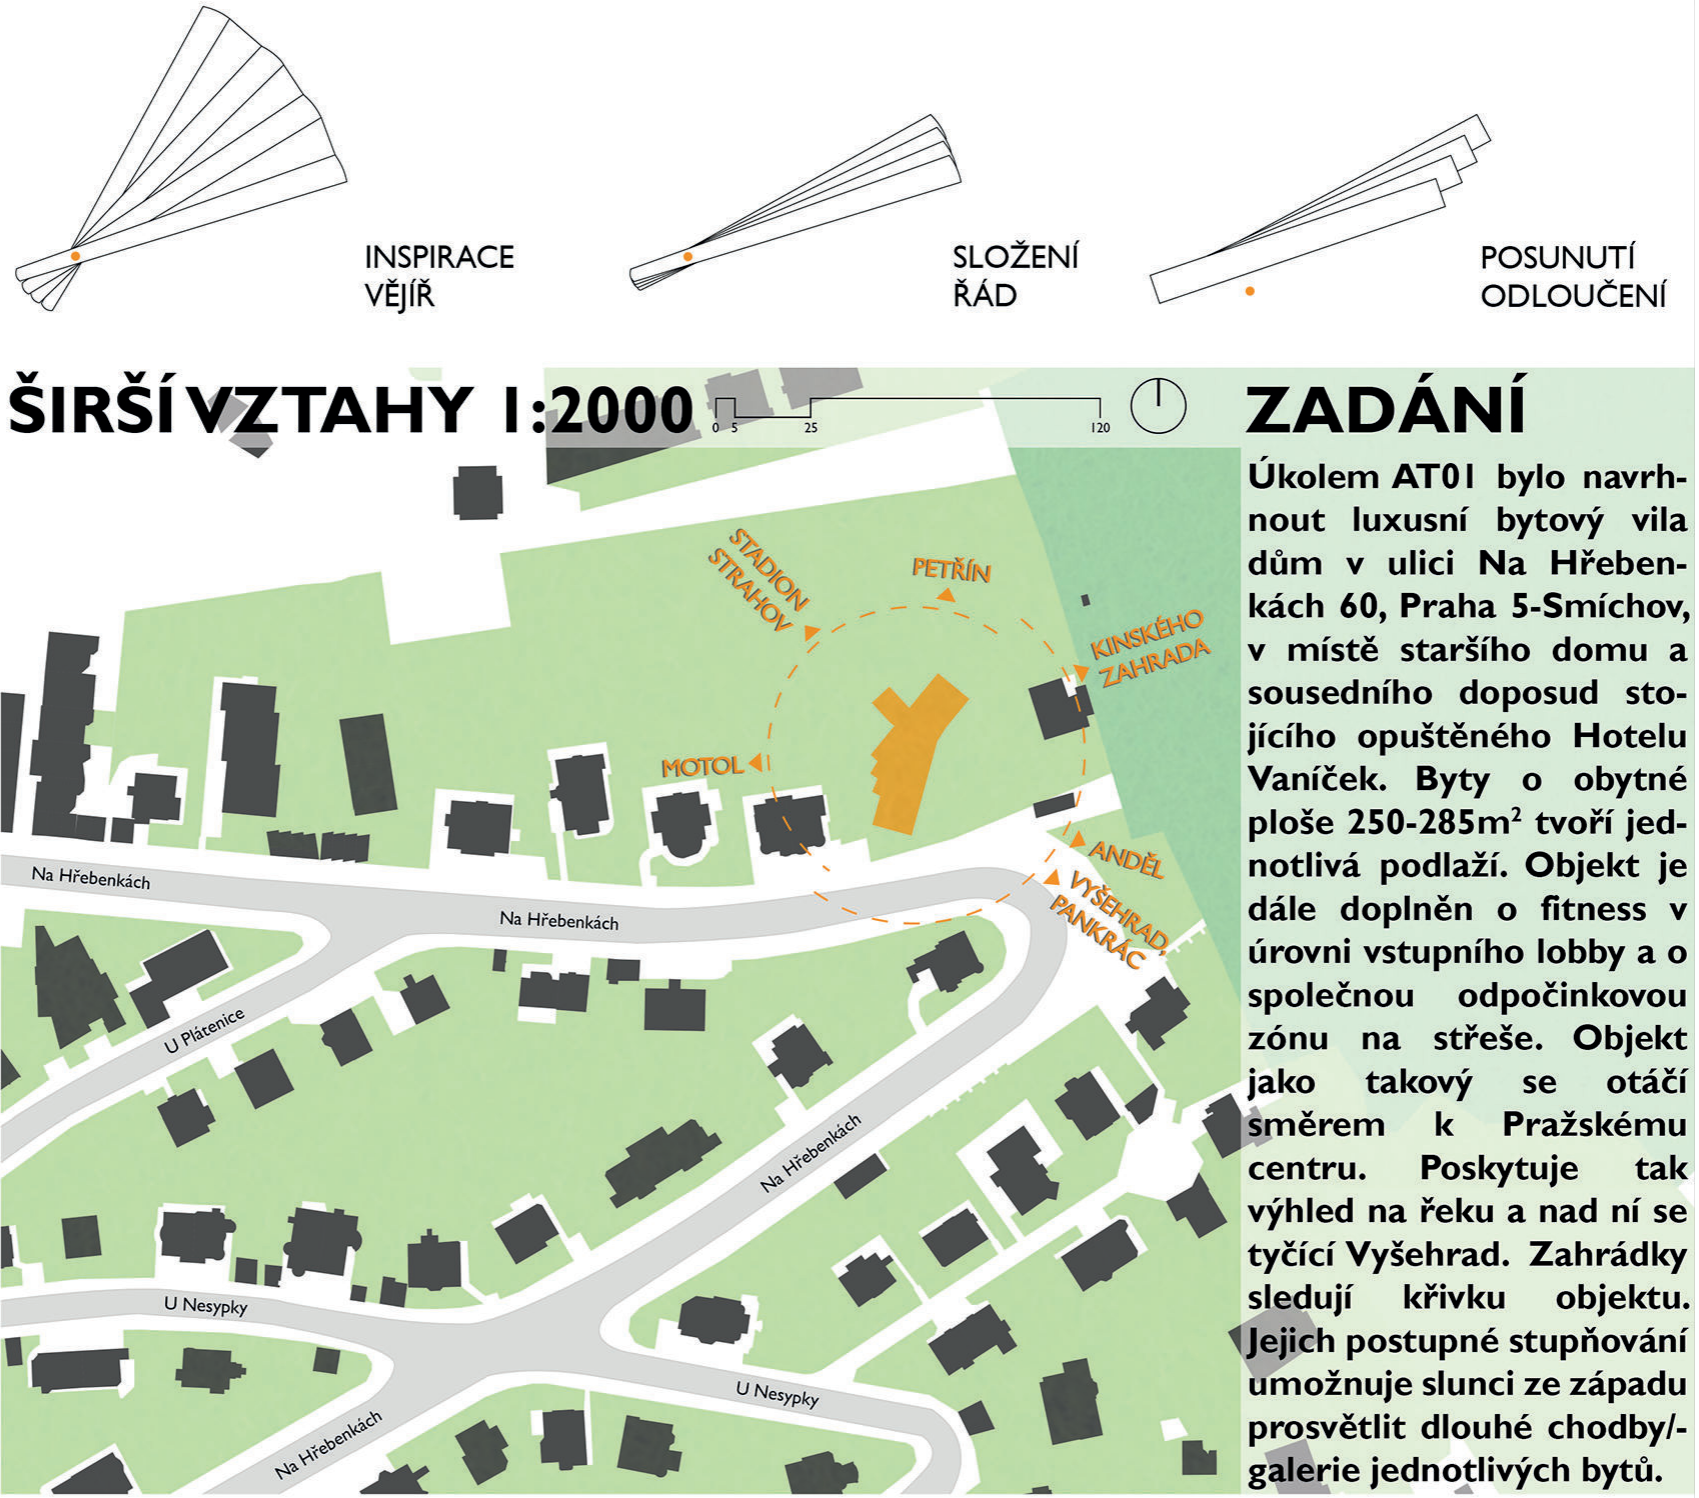 INSPIRACE
VĚJÍŘ
SLOŽENÍ
ŘÁD
POSUNUTÍ
ODLOUČENÍ
ŠIRŠÍ VZTAHY 1:2000
0 5 25 120
STADION
STRAHOV
PETŘÍN
KINSKÉHO
ZAHRADA
MOTOL
ANDĚL
VYŠEHRAD,
PANKRÁC
Na Hřebenkách
Na Hřebenkách
U Plátenice
Na Hřebenkách
U Nesypky
U Nesypky
Na Hřebenkách
ZADÁNÍ
Úkolem AT01 bylo navrh-
nout luxusní bytový vila
dům v ulici Na Hřeben-
kách 60, Praha 5-Smíchov,
v místě staršího domu a
sousedního doposud sto-
jícího opuštěného Hotelu
Vaníček. Byty o obytné
ploše 250-285m² tvoří jed-
notlivá podlaží. Objekt je
dále doplněn o fitness v
úrovni vstupního lobby a o
společnou odpočinkovou
zónu na střeše. Objekt
jako takový se otáčí
směrem k Pražskému
centru. Poskytuje tak
výhled na řeku a nad ní se
tyčící Vyšehrad. Zahrádky
sledují křivku objektu.
Jejich postupné stupňování
umožnuje slunci ze západu
prosvětlit dlouhé chodby/-
galerie jednotlivých bytů.